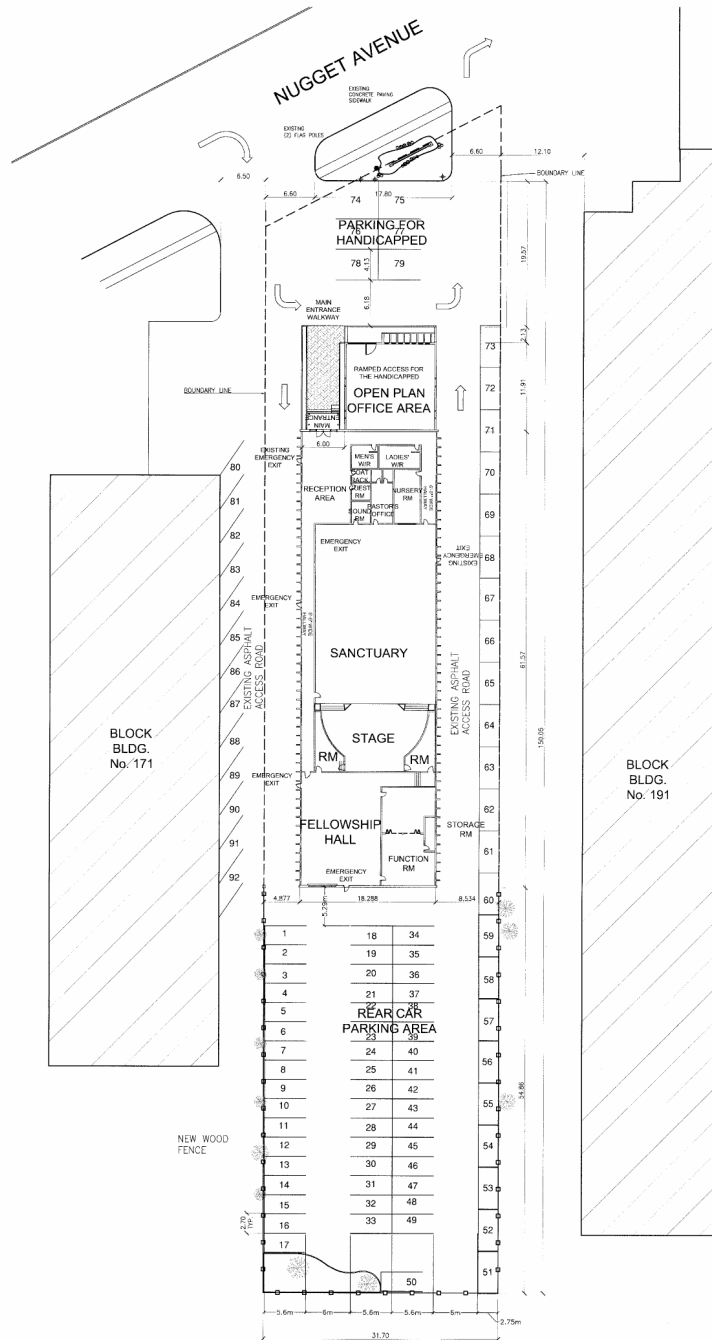 NUGGET AVENUE
EXISTING
CONCRETE PAVING
SIDEWALK
EXISTING
(2) FLAG POLES
6.50
6.60
17.80
6.60
12.10
BOUNDARY LINE
74 75
76 77
PARKING FOR
HANDICAPPED
78 79
4.13
6.18
19.57
2.13
11.91
MAIN
ENTRANCE
WALKWAY
BOUNDARY LINE
RAMPED ACCESS FOR
THE HANDICAPPED
OPEN PLAN
OFFICE AREA
MAIN
ENTRANCE
6.00
73
72
71
70
69
68
67
66
65
64
63
62
61
60
59
58
57
56
55
54
53
52
51
EXISTING
EMERGENCY
EXIT
RECEPTION
AREA
MEN'S
W/R
LADIES'
W/R
COAT
RACK
GUEST
RM
SOUND
RM
PASTOR'S
OFFICE
NURSERY
RM
EMERGENCY
EXIT
EXISTING
EMERGENCY
EXIT
EMERGENCY
EXIT
SANCTUARY
EXISTING ASPHALT
ACCESS ROAD
EXISTING ASPHALT
ACCESS ROAD
STAGE
RM
RM
EMERGENCY
EXIT
FELLOWSHIP
HALL
STORAGE
RM
FUNCTION
RM
EMERGENCY
EXIT
80
81
82
83
84
85
86
87
88
89
90
91
92
BLOCK
BLDG.
No. 171
BLOCK
BLDG.
No. 191
61.57
150.05
54.86
4.877
18.288
8.534
5.29m
1 18 34
2 19 35
3 20 36
4 21 37
5 22 38
REAR CAR
PARKING AREA
6 23 39
7 24 40
8 25 41
9 26 42
10 27 43
11 28 44
12 29 45
13 30 46
14 31 47
15 32 48
16 33 49
17
50
NEW WOOD
FENCE
2.70
TYP.
5.6m
6m
5.6m
5.6m
5m
2.75m
31.70